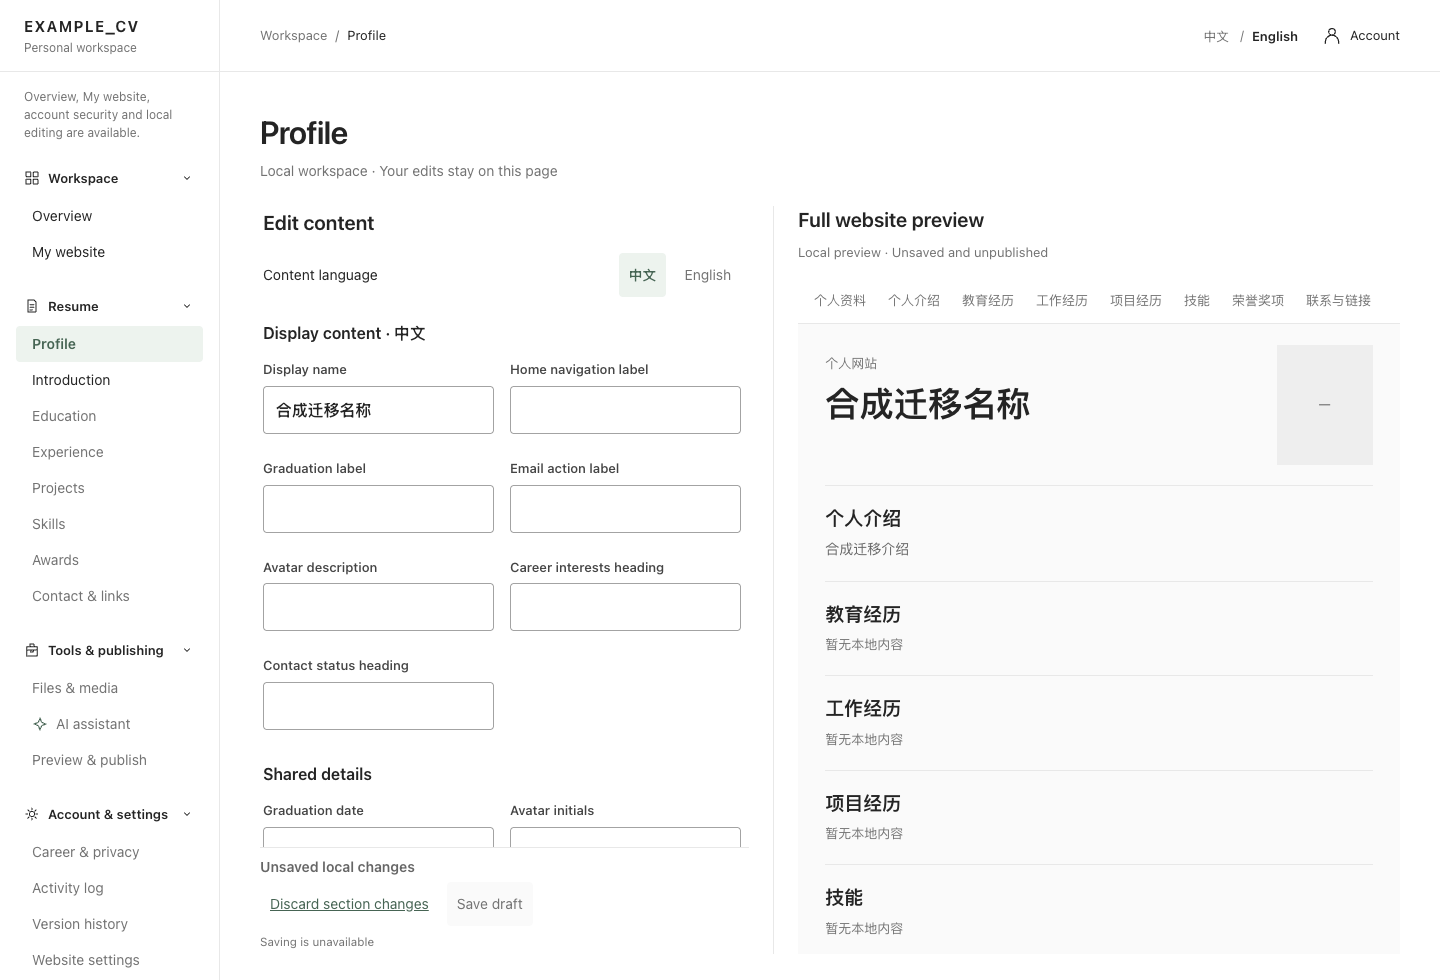 EXAMPLE_CV
Personal workspace
Overview, My website,
account security and local
editing are available.
Workspace
Overview
My website
Resume
Profile
Introduction
Education
Experience
Projects
Skills
Awards
Contact & links
Tools & publishing
Files & media
AI assistant
Preview & publish
Account & settings
Career & privacy
Activity log
Version history
Website settings
Workspace / Profile
中文 / English
Account
Profile
Local workspace · Your edits stay on this page
Edit content
Content language
中文
English
Display content · 中文
Display name
Home navigation label
合成迁移名称
Graduation label
Email action label
Avatar description
Career interests heading
Contact status heading
Shared details
Graduation date
Avatar initials
Unsaved local changes
Discard section changes
Save draft
Saving is unavailable
Full website preview
Local preview · Unsaved and unpublished
个人资料 个人介绍 教育经历 工作经历 项目经历 技能 荣誉奖项 联系与链接
个人网站
合成迁移名称
—
个人介绍
合成迁移介绍
教育经历
暂无本地内容
工作经历
暂无本地内容
项目经历
暂无本地内容
技能
暂无本地内容